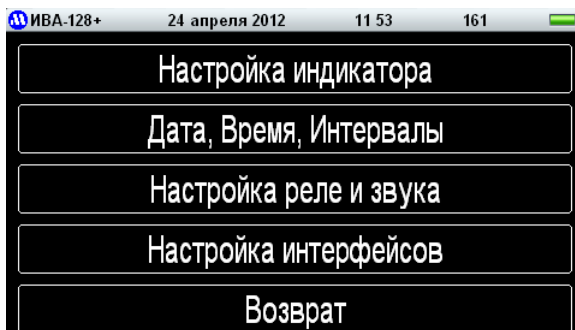 ИВА-128+ 24 апреля 2012 11 53 161
Настройка индикатора
Дата, Время, Интервалы
Настройка реле и звука
Настройка интерфейсов
Возврат